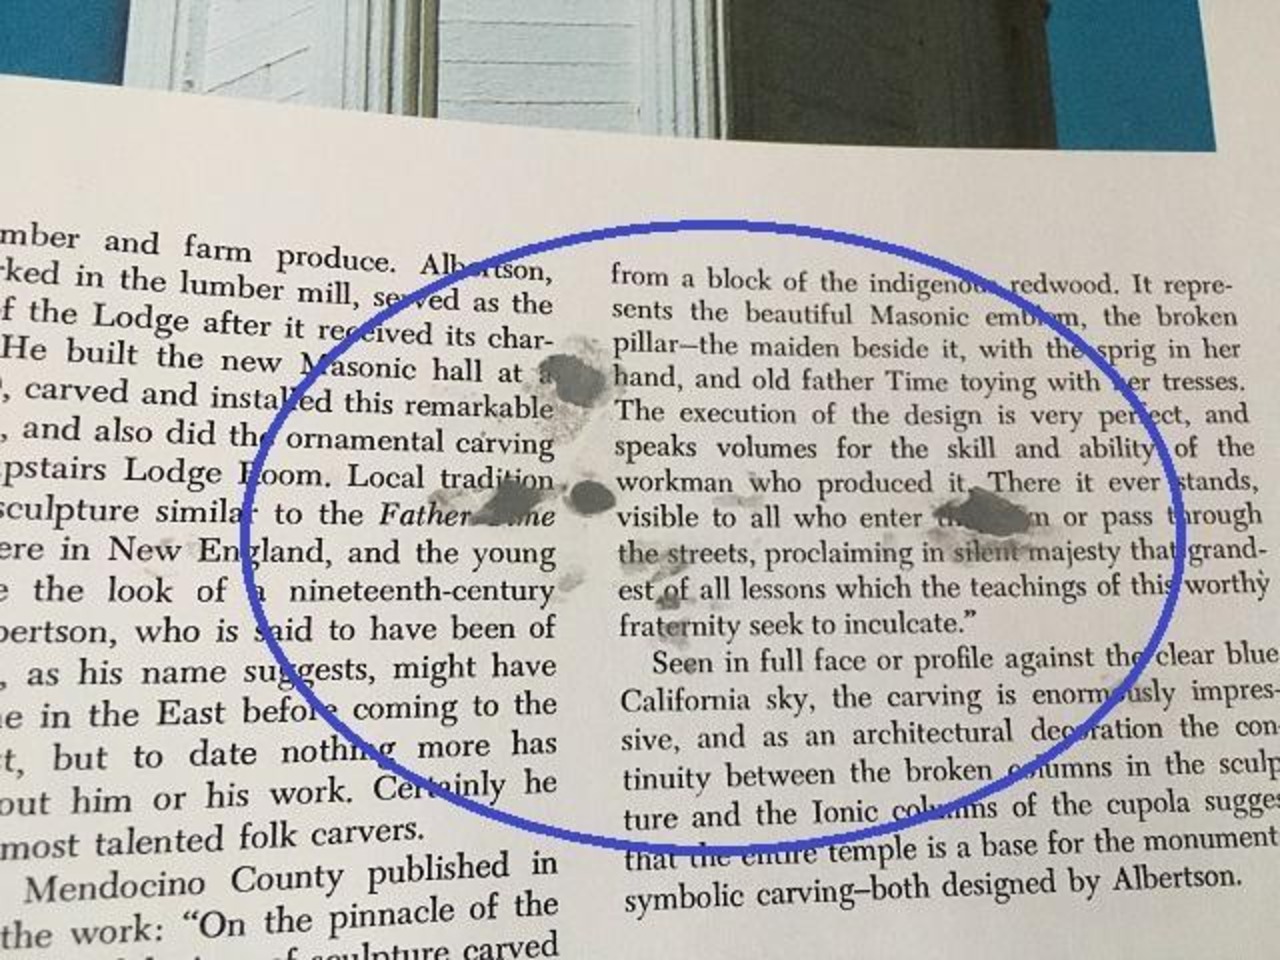 mber and farm produce. Albertson,
rked in the lumber mill, served as the
f the Lodge after it received its char-
He built the new Masonic hall at a
, carved and installed this remarkable
, and also did the ornamental carving
pstairs Lodge Room. Local tradition
sculpture similar to the Father
ere in New England, and the young
e the look of a nineteenth-century
bertson, who is said to have been of
, as his name suggests, might have
e in the East before coming to the
t, but to date nothing more has
out him or his work. Certainly he
most talented folk carvers.
Mendocino County published in
the work: “On the pinnacle of the
of sculpture carved
from a block of the indigenous redwood. It repre-
sents the beautiful Masonic emblem, the broken
pillar—the maiden beside it, with the sprig in her
hand, and old father Time toying with her tresses.
The execution of the design is very perfect, and
speaks volumes for the skill and ability of the
workman who produced it. There it ever stands,
visible to all who enter or pass through
the streets, proclaiming in silent majesty that grand-
est of all lessons which the teachings of this worthy
fraternity seek to inculcate.”
Seen in full face or profile against the clear blue
California sky, the carving is enormously impres-
sive, and as an architectural decoration the con-
tinuity between the broken columns in the sculp
ture and the Ionic columns of the cupola sugges
that the entire temple is a base for the monument
symbolic carving—both designed by Albertson.